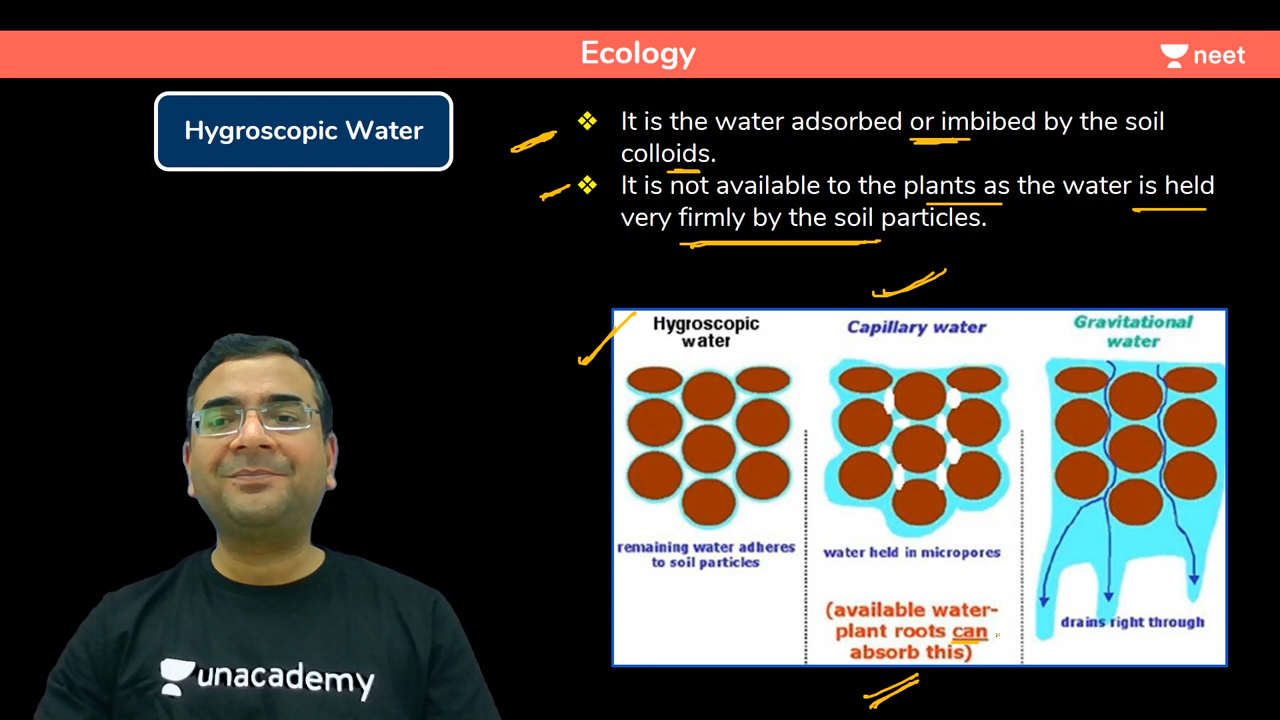 Ecology
neet
Hygroscopic Water
It is the water adsorbed or imbibed by the soil
colloids.
It is not available to the plants as the water is held
very firmly by the soil particles.
Hygroscopic
water
remaining water adheres
to soil particles
Capillary water
water held in micropores
(available water-
plant roots can
absorb this)
Gravitational
water
drains right through
unacademy